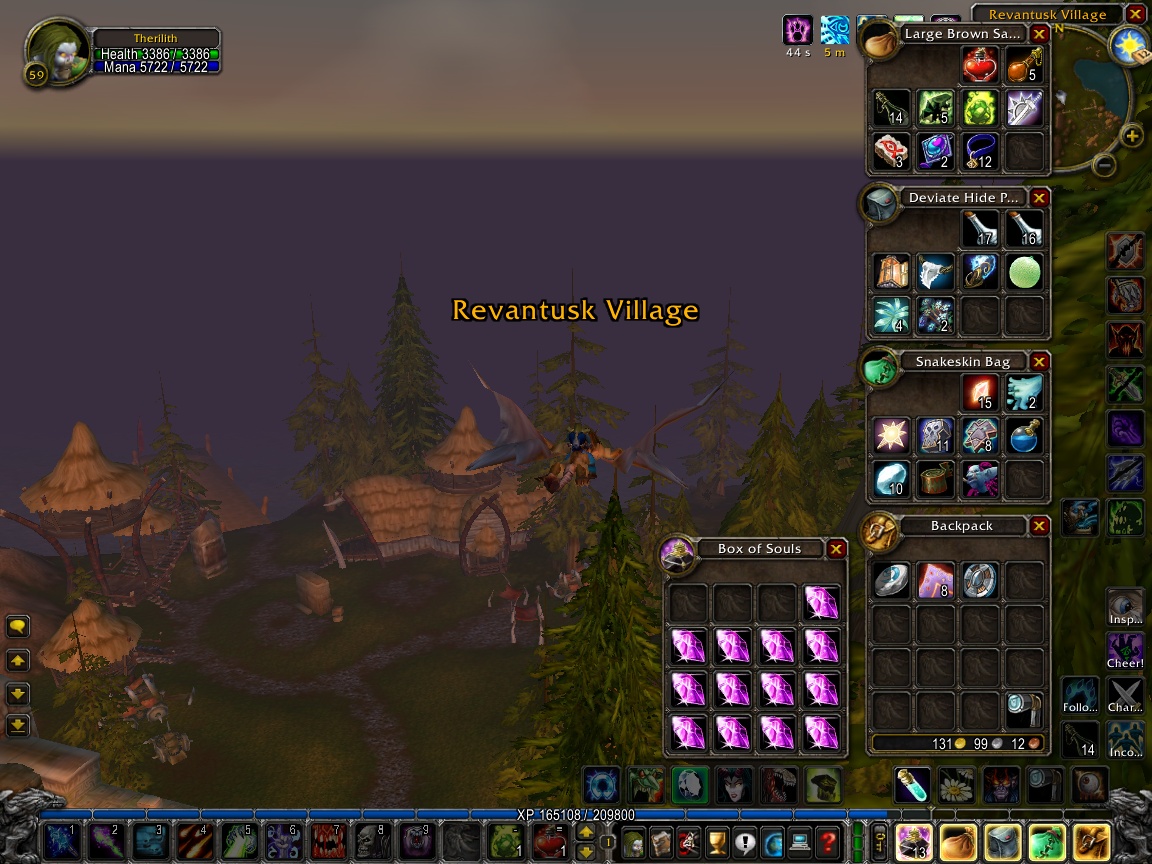 Therilith
Health 3386 / 3386
Mana 5722 / 5722
59
44 s
5 m
Revantusk Village
N
Large Brown Sa...
5
14
5
3
2
12
Deviate Hide P...
17
16
4
2
Revantusk Village
Snakeskin Bag
15
2
11
8
10
Backpack
8
131 99 12
Box of Souls
Insp...
Cheer!
Follo...
Char...
14
Inco...
XP 165108 / 209800
1
2
3
4
5
6
7
8
9
-
=
1
1
1
13